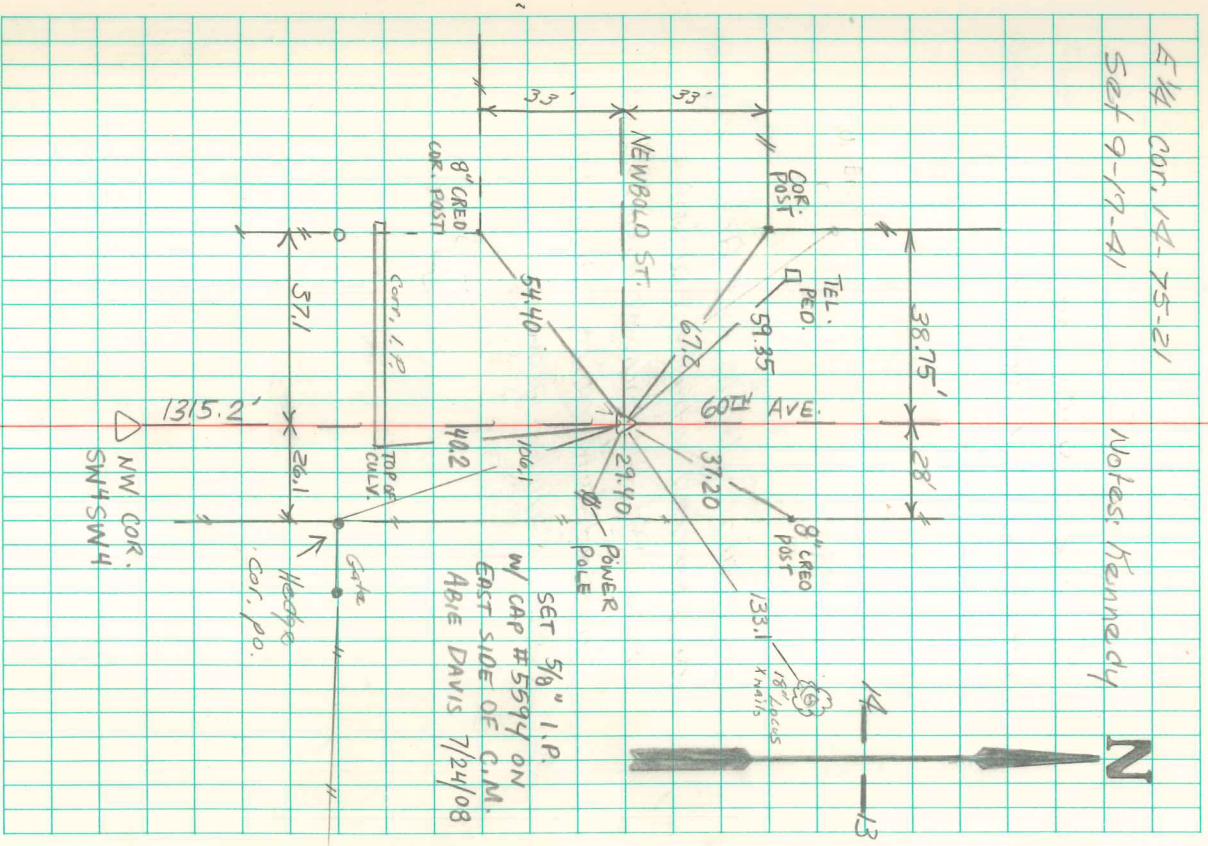 E 1/4 Cor. 14-75-21
Set 9-17-41
Notes: Kennedy
N
14
13
38.75'
28'
33'
33'
COR.
POST
TEL.
PED.
59.35
67.2
60TH AVE.
37.20
8" CREO
POST
133.1
18" Locus
x nails
NEWBOLD ST.
54.40
8" CREO
COR. POST
29.40
POWER
POLE
106.1
40.2
TOP OF
CULV.
Corr. I.P.
37.1
26.1
Gate
Hedge
Cor. po.
1315.2'
NW COR.
SW4SW4
SET 5/8" I.P.
W/ CAP #5594 ON
EAST SIDE OF C.M.
ABIE DAVIS 7/24/08